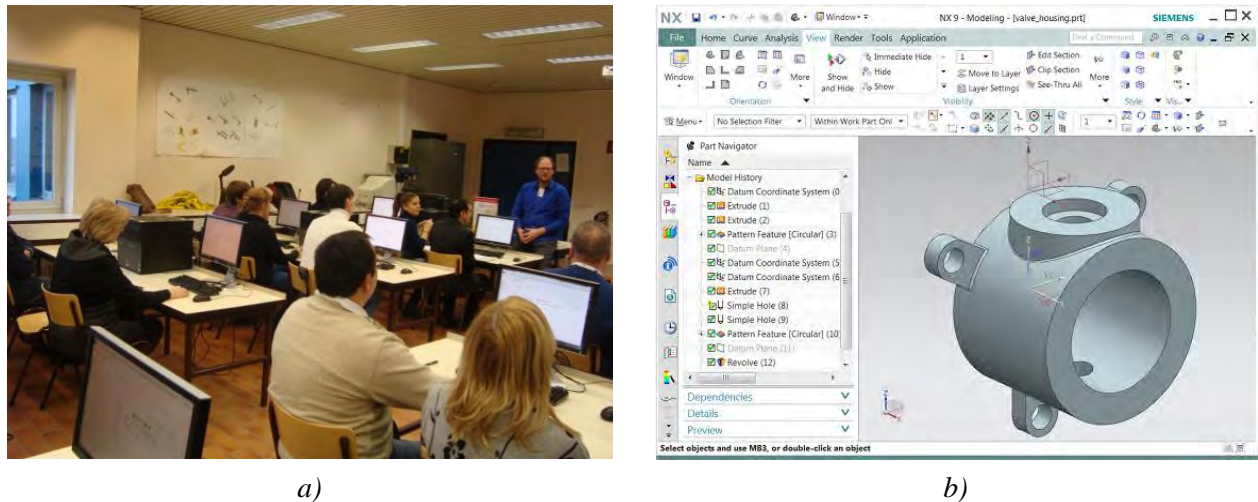 NX
Window
NX 9 - Modeling - [valve_housing.prt]
SIEMENS
File Home Curve Analysis View Render Tools Application
Find a Command
Window
More
Show and Hide
Immediate Hide
Hide
Show
1
Move to Layer
Layer Settings
Edit Section
Clip Section
See-Thru All
More
Orientation
Visibility
Style
Vis...
Menu
No Selection Filter
Within Work Part Onl
1
Part Navigator
Name
Model History
Datum Coordinate System (0
Extrude (1)
Extrude (2)
Pattern Feature [Circular] (3)
Datum Plane (4)
Datum Coordinate System (5
Datum Coordinate System (6
Extrude (7)
Simple Hole (8)
Simple Hole (9)
Pattern Feature [Circular] (10)
Datum Plane (11)
Revolve (12)
Dependencies
Details
Preview
Select objects and use MB3, or double-click an object
a)
b)